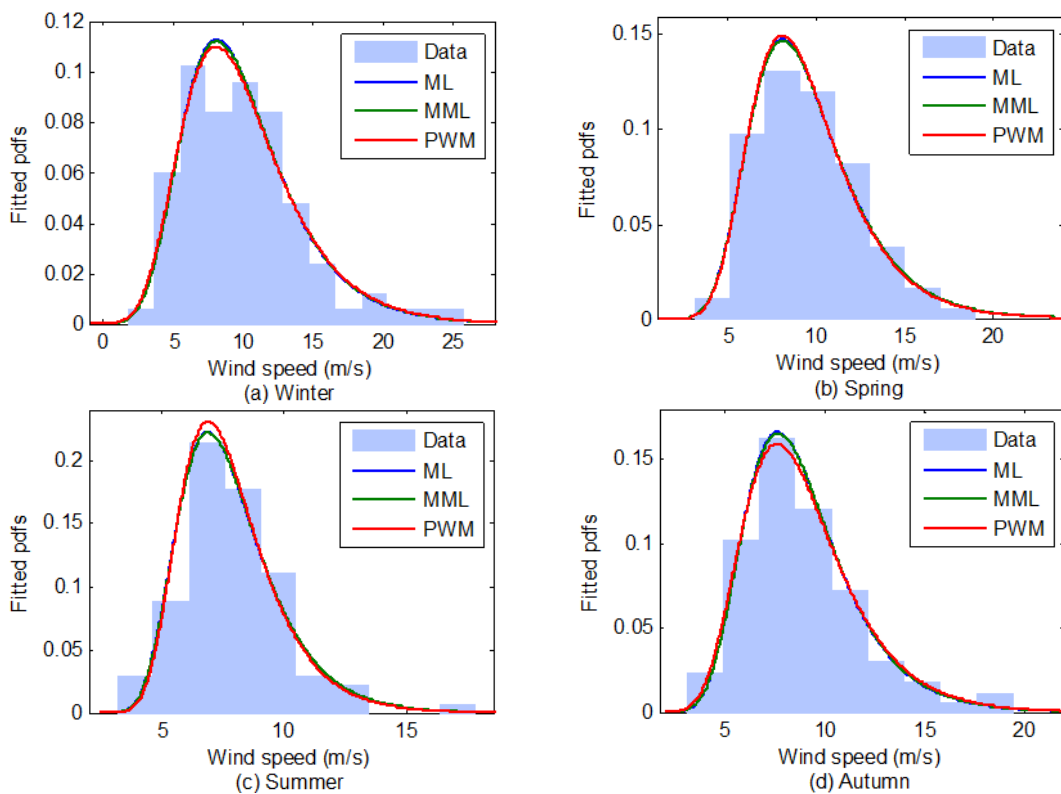 0.12
0.1
0.08
0.06
0.04
0.02
0
Fitted pdfs
Data
ML
MML
PWM
0 5 10 15 20 25
Wind speed (m/s)
(a) Winter
0.15
0.1
0.05
0
Fitted pdfs
Data
ML
MML
PWM
5 10 15 20
Wind speed (m/s)
(b) Spring
0.2
0.15
0.1
0.05
0
Fitted pdfs
Data
ML
MML
PWM
5 10 15
Wind speed (m/s)
(c) Summer
0.15
0.1
0.05
0
Fitted pdfs
Data
ML
MML
PWM
5 10 15 20
Wind speed (m/s)
(d) Autumn